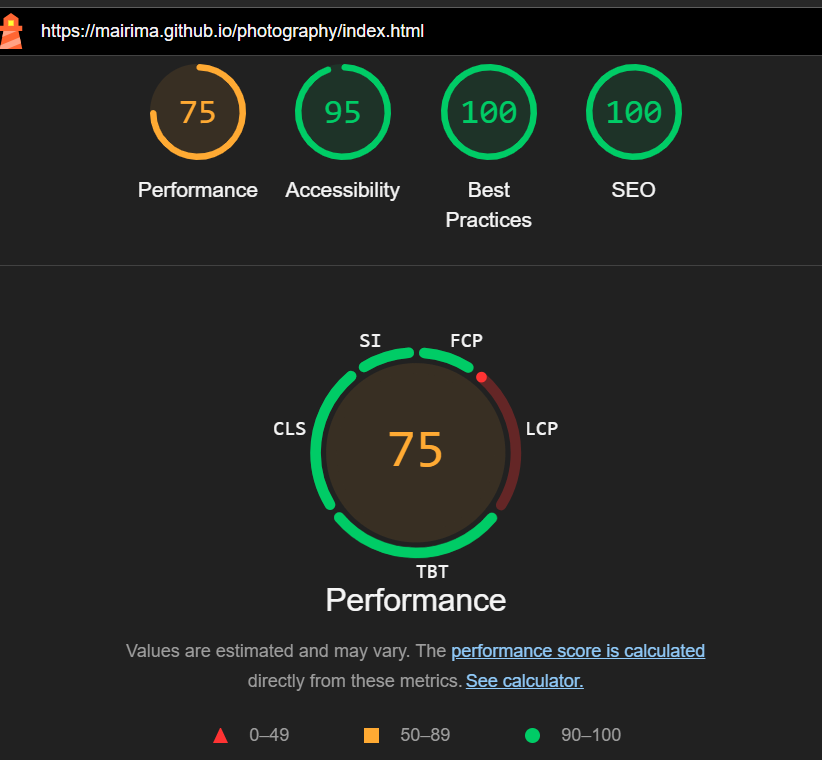 https://mairima.github.io/photography/index.html
75 95 100 100
Performance Accessibility Best Practices SEO
SI FCP
CLS LCP
75
TBT
Performance
Values are estimated and may vary. The performance score is calculated
directly from these metrics. See calculator.
0–49 50–89 90–100